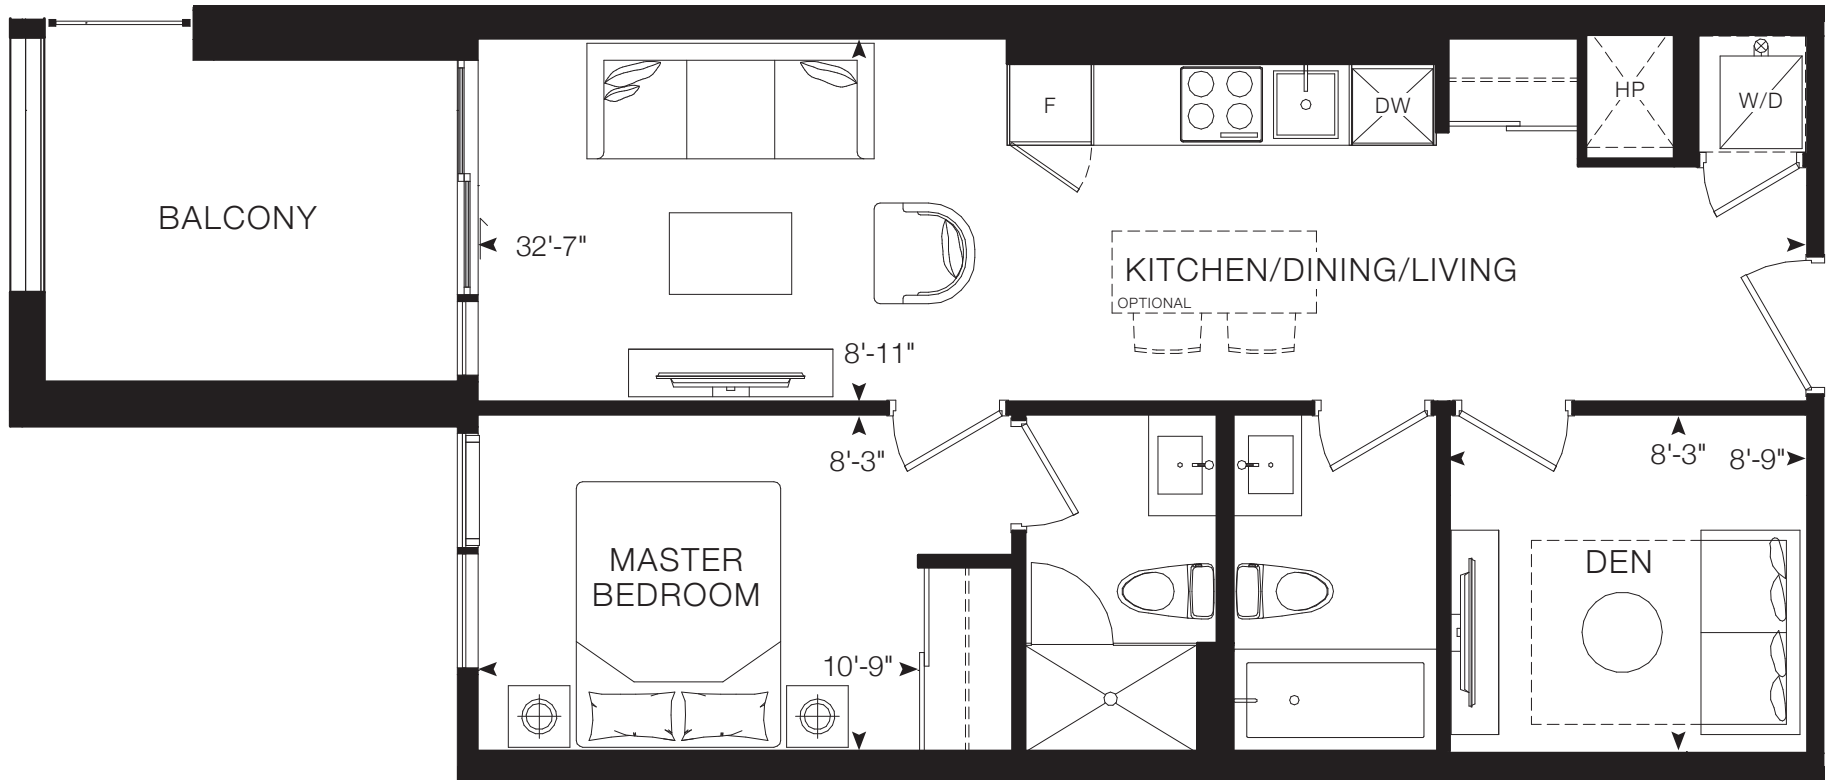 HP
F
DW
W/D
BALCONY
32'-7"
KITCHEN/DINING/LIVING
OPTIONAL
8'-11"
8'-3"
8'-3"
8'-9"
MASTER
BEDROOM
DEN
10'-9"